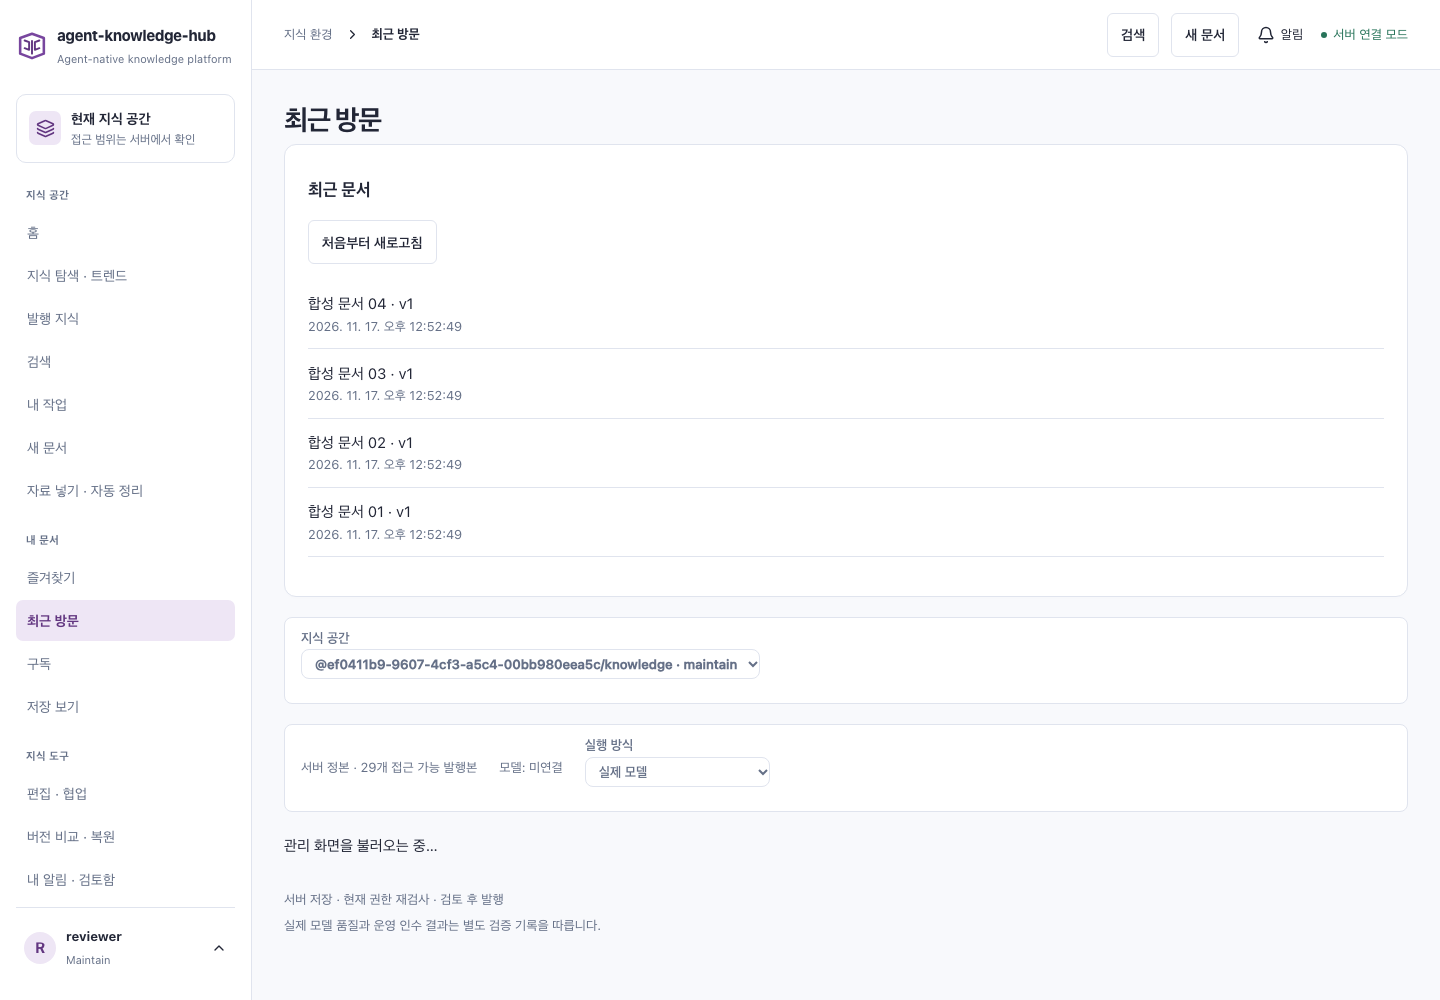 agent-knowledge-hub
Agent-native knowledge platform
현재 지식 공간
접근 범위는 서버에서 확인
지식 공간
홈
지식 탐색 · 트렌드
발행 지식
검색
내 작업
새 문서
자료 넣기 · 자동 정리
내 문서
즐겨찾기
최근 방문
구독
저장 보기
지식 도구
편집 · 협업
버전 비교 · 복원
내 알림 · 검토함
R
reviewer
Maintain
지식 환경 > 최근 방문
검색
새 문서
알림
서버 연결 모드
최근 방문
최근 문서
처음부터 새로고침
합성 문서 04 · v1
2026. 11. 17. 오후 12:52:49
합성 문서 03 · v1
2026. 11. 17. 오후 12:52:49
합성 문서 02 · v1
2026. 11. 17. 오후 12:52:49
합성 문서 01 · v1
2026. 11. 17. 오후 12:52:49
지식 공간
@ef0411b9-9607-4cf3-a5c4-00bb980eea5c/knowledge · maintain
서버 정본 · 29개 접근 가능 발행본
모델: 미연결
실행 방식
실제 모델
관리 화면을 불러오는 중...
서버 저장 · 현재 권한 재검사 · 검토 후 발행
실제 모델 품질과 운영 인수 결과는 별도 검증 기록을 따릅니다.